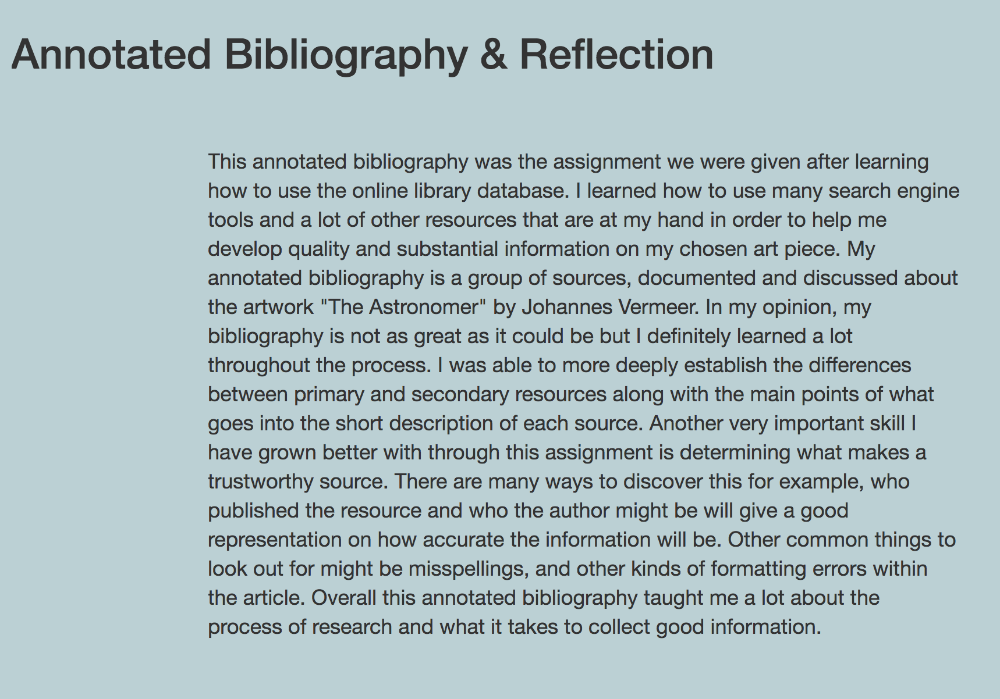 Annotated Bibliography & Reflection
This annotated bibliography was the assignment we were given after learning
how to use the online library database. I learned how to use many search engine
tools and a lot of other resources that are at my hand in order to help me
develop quality and substantial information on my chosen art piece. My
annotated bibliography is a group of sources, documented and discussed about
the artwork "The Astronomer" by Johannes Vermeer. In my opinion, my
bibliography is not as great as it could be but I definitely learned a lot
throughout the process. I was able to more deeply establish the differences
between primary and secondary resources along with the main points of what
goes into the short description of each source. Another very important skill I
have grown better with through this assignment is determining what makes a
trustworthy source. There are many ways to discover this for example, who
published the resource and who the author might be will give a good
representation on how accurate the information will be. Other common things to
look out for might be misspellings, and other kinds of formatting errors within
the article. Overall this annotated bibliography taught me a lot about the
process of research and what it takes to collect good information.